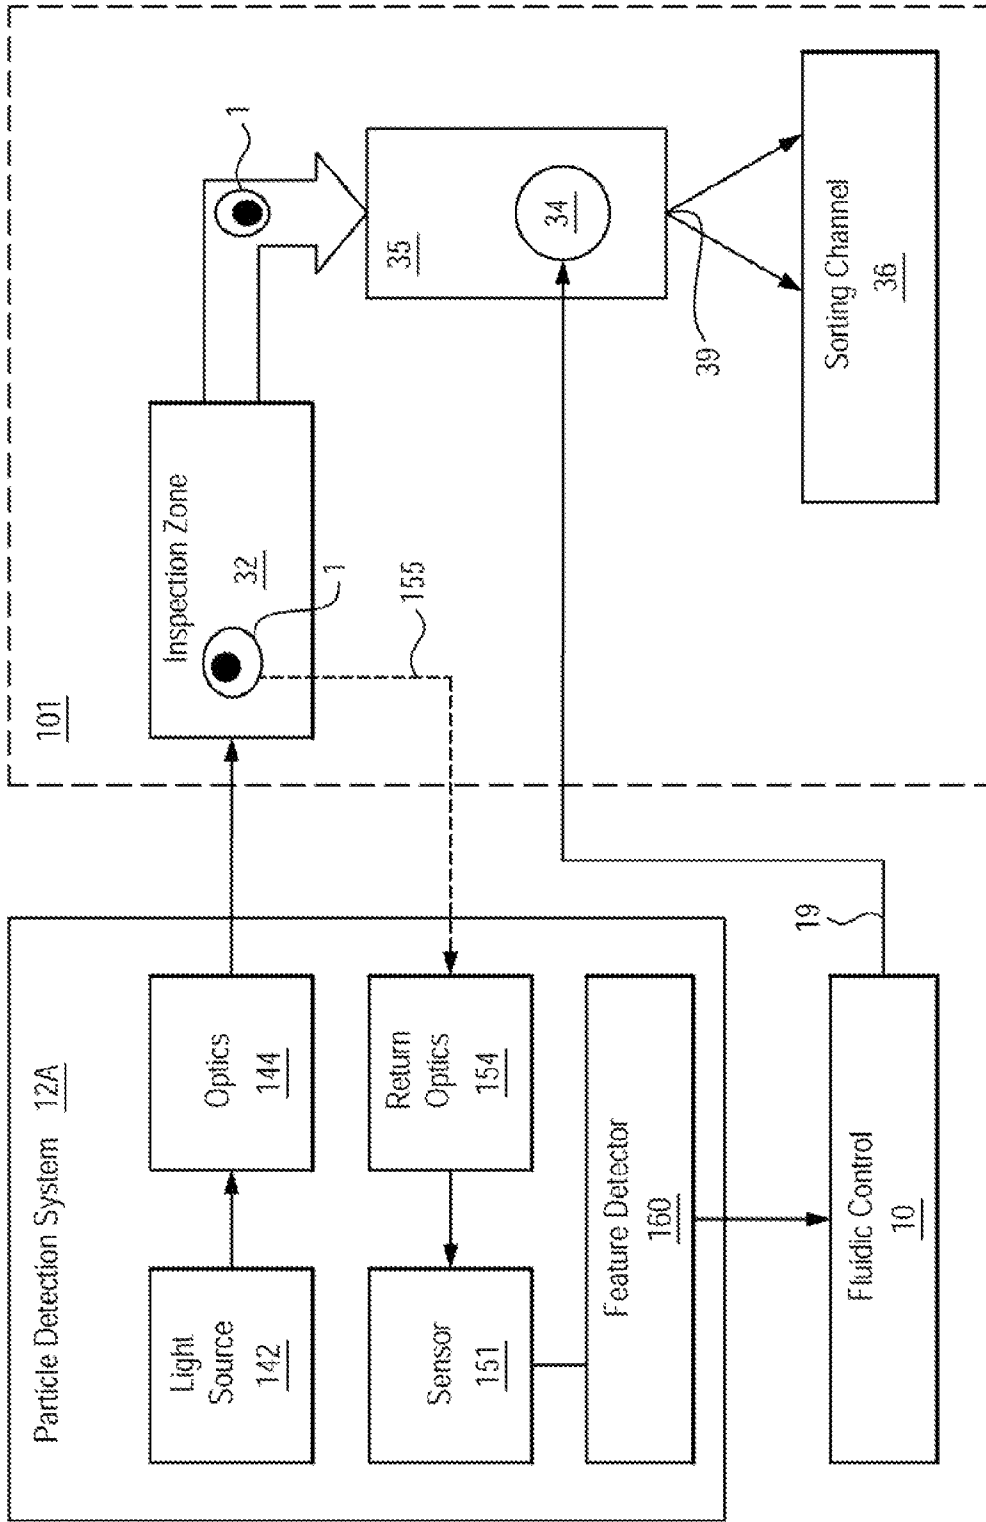 Particle Detection System 12A
Light
Source
142
Optics
144
Sensor
151
Return
Optics
154
Feature Detector
160
Fluidic Control
10
19
101
Inspection Zone
32
1
155
1
35
34
39
Sorting Channel
36